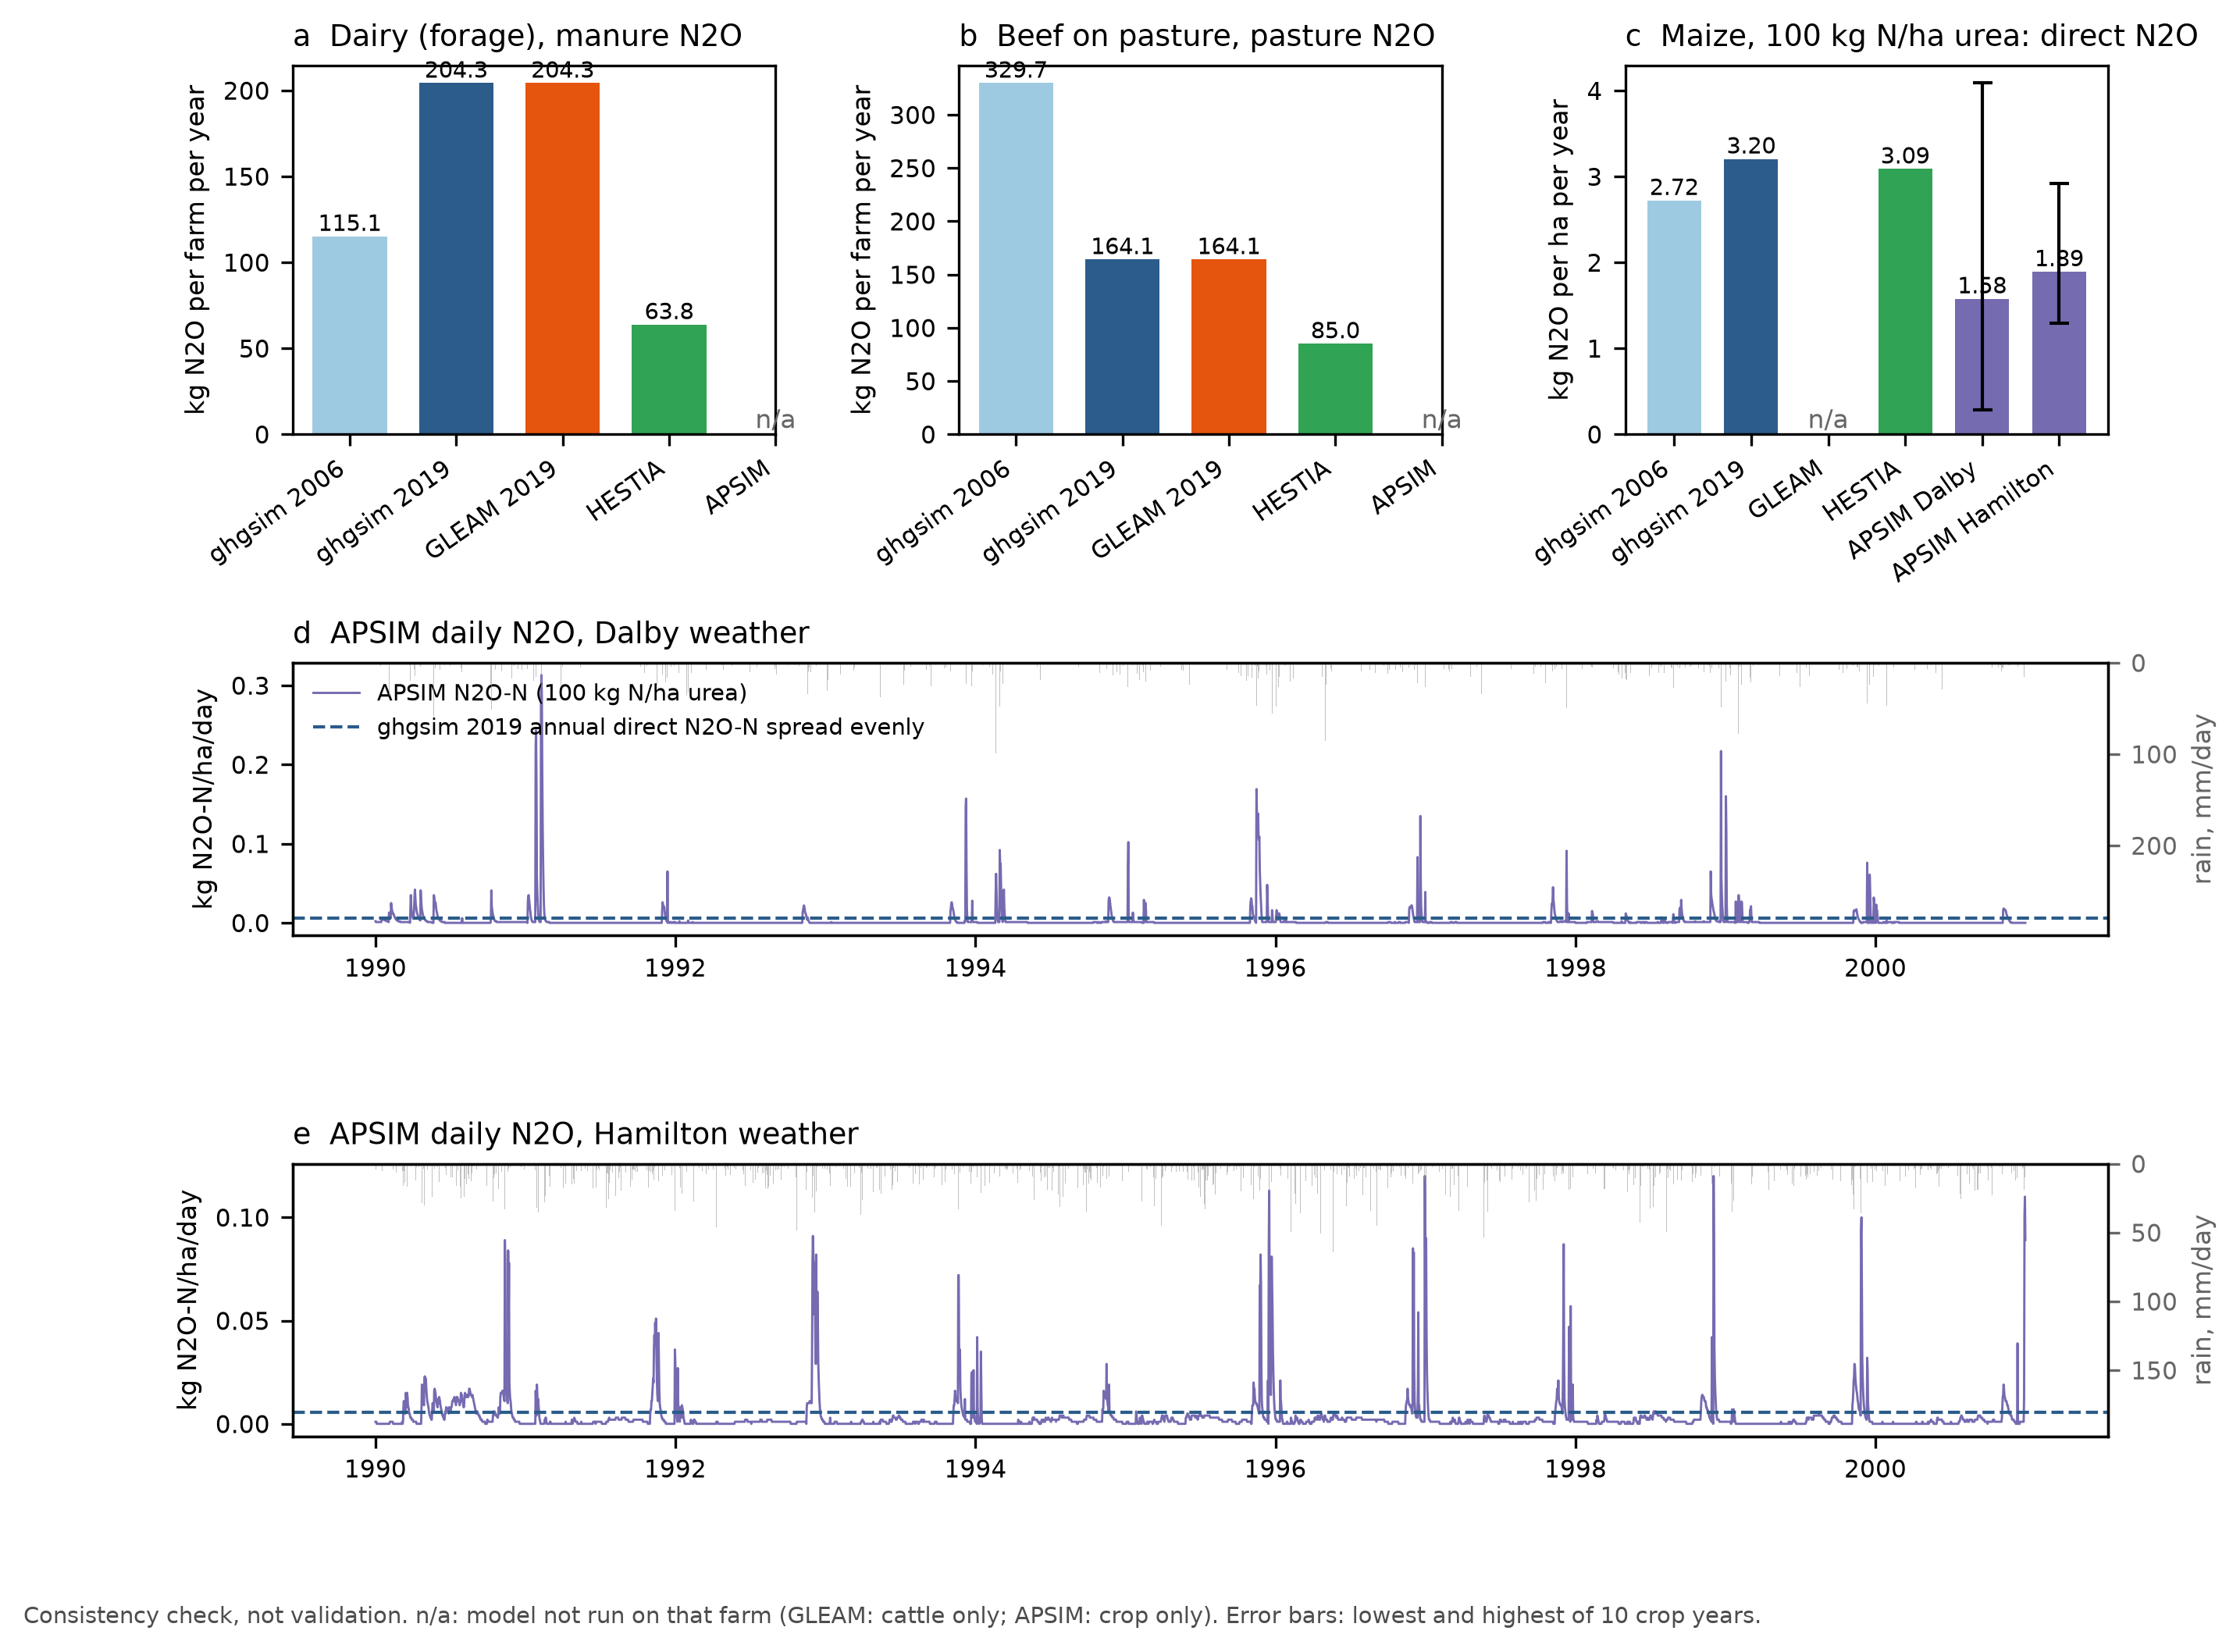 a  Dairy (forage), manure N2O
kg N2O per farm per year
200
150
100
50
0
115.1
204.3
204.3
63.8
n/a
ghgsim 2006
ghgsim 2019
GLEAM 2019
HESTIA
APSIM
b  Beef on pasture, pasture N2O
kg N2O per farm per year
300
250
200
150
100
50
0
329.7
164.1
164.1
85.0
n/a
ghgsim 2006
ghgsim 2019
GLEAM 2019
HESTIA
APSIM
c  Maize, 100 kg N/ha urea: direct N2O
kg N2O per ha per year
4
3
2
1
0
2.72
3.20
n/a
3.09
1.58
1.89
ghgsim 2006
ghgsim 2019
GLEAM
HESTIA
APSIM Dalby
APSIM Hamilton
d  APSIM daily N2O, Dalby weather
kg N2O-N/ha/day
0.3
0.2
0.1
0.0
APSIM N2O-N (100 kg N/ha urea)
ghgsim 2019 annual direct N2O-N spread evenly
0
100
200
rain, mm/day
1990
1992
1994
1996
1998
2000
e  APSIM daily N2O, Hamilton weather
kg N2O-N/ha/day
0.10
0.05
0.00
0
50
100
150
rain, mm/day
1990
1992
1994
1996
1998
2000
Consistency check, not validation. n/a: model not run on that farm (GLEAM: cattle only; APSIM: crop only). Error bars: lowest and highest of 10 crop years.